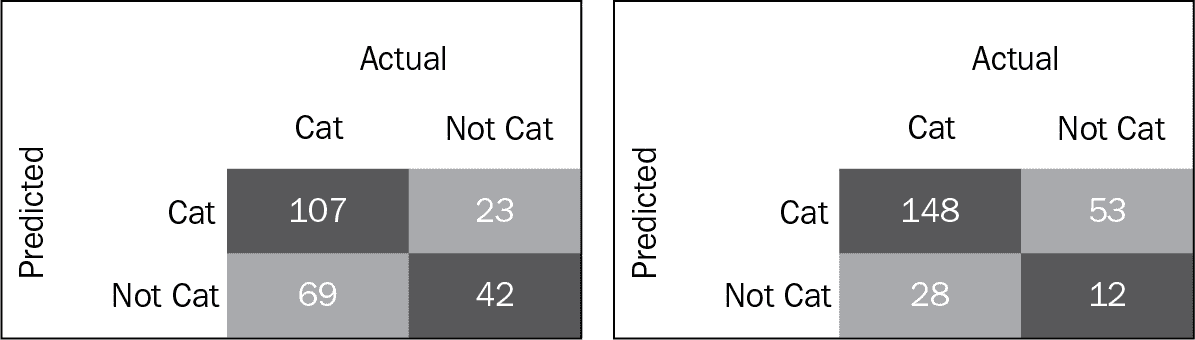 Actual
Cat Not Cat
Predicted
Cat 107 23
Not Cat 69 42
Actual
Cat Not Cat
Predicted
Cat 148 53
Not Cat 28 12